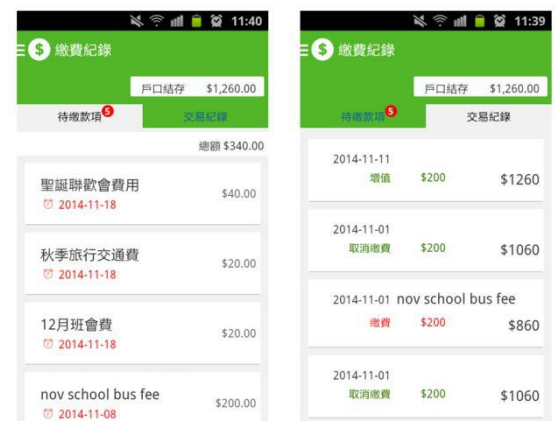 11:40
$ 繳費紀錄
戶口結存 $1,260.00
待繳款項 5 交易紀錄
總額 $340.00
聖誕聯歡會費用
2014-11-18
$40.00
秋季旅行交通費
2014-11-18
$20.00
12月班會費
2014-11-18
$20.00
nov school bus fee
2014-11-08
$200.00
11:39
$ 繳費紀錄
戶口結存 $1,260.00
待繳款項 5 交易紀錄
2014-11-11
增值 $200 $1260
2014-11-01
取消繳費 $200 $1060
2014-11-01 nov school bus fee
繳費 $200 $860
2014-11-01
取消繳費 $200 $1060